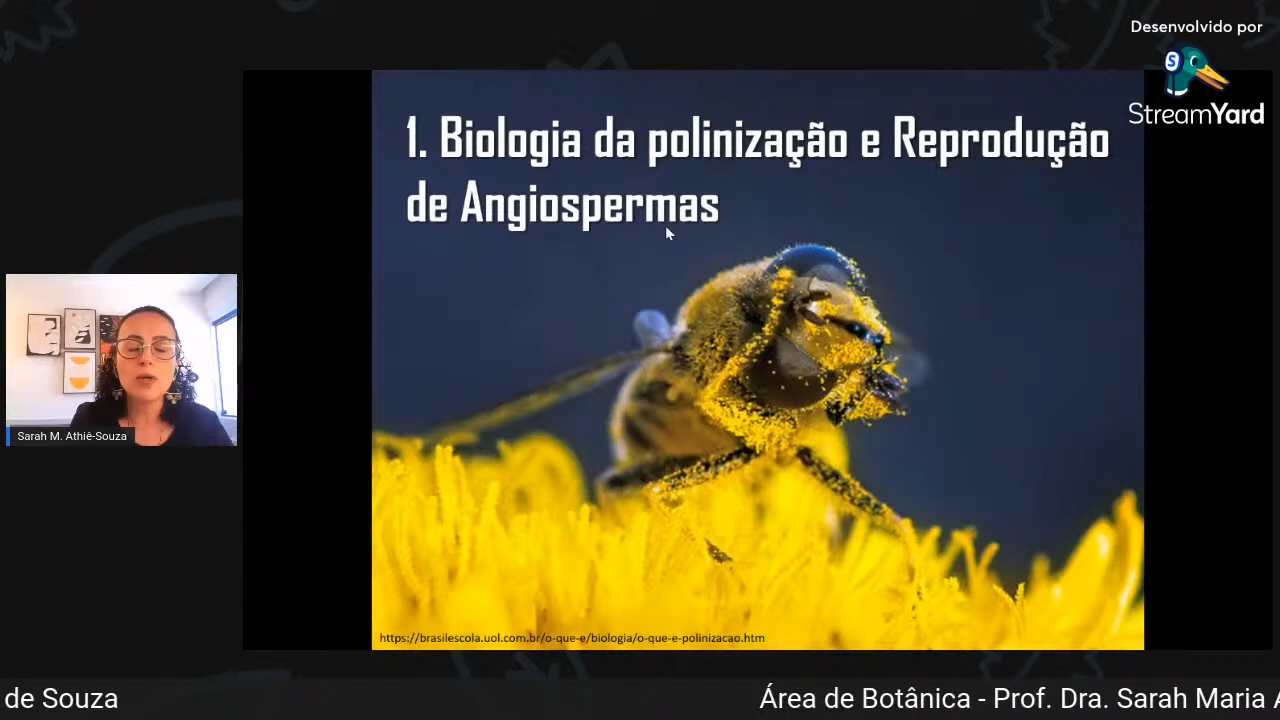 Desenvolvido por
StreamYard
1. Biologia da polinização e Reprodução
de Angiospermas
Sarah M. Athiê-Souza
https://brasilescola.uol.com.br/o-que-e/biologia/o-que-e-polinizacao.htm
de Souza
Área de Botânica - Prof. Dra. Sarah Maria